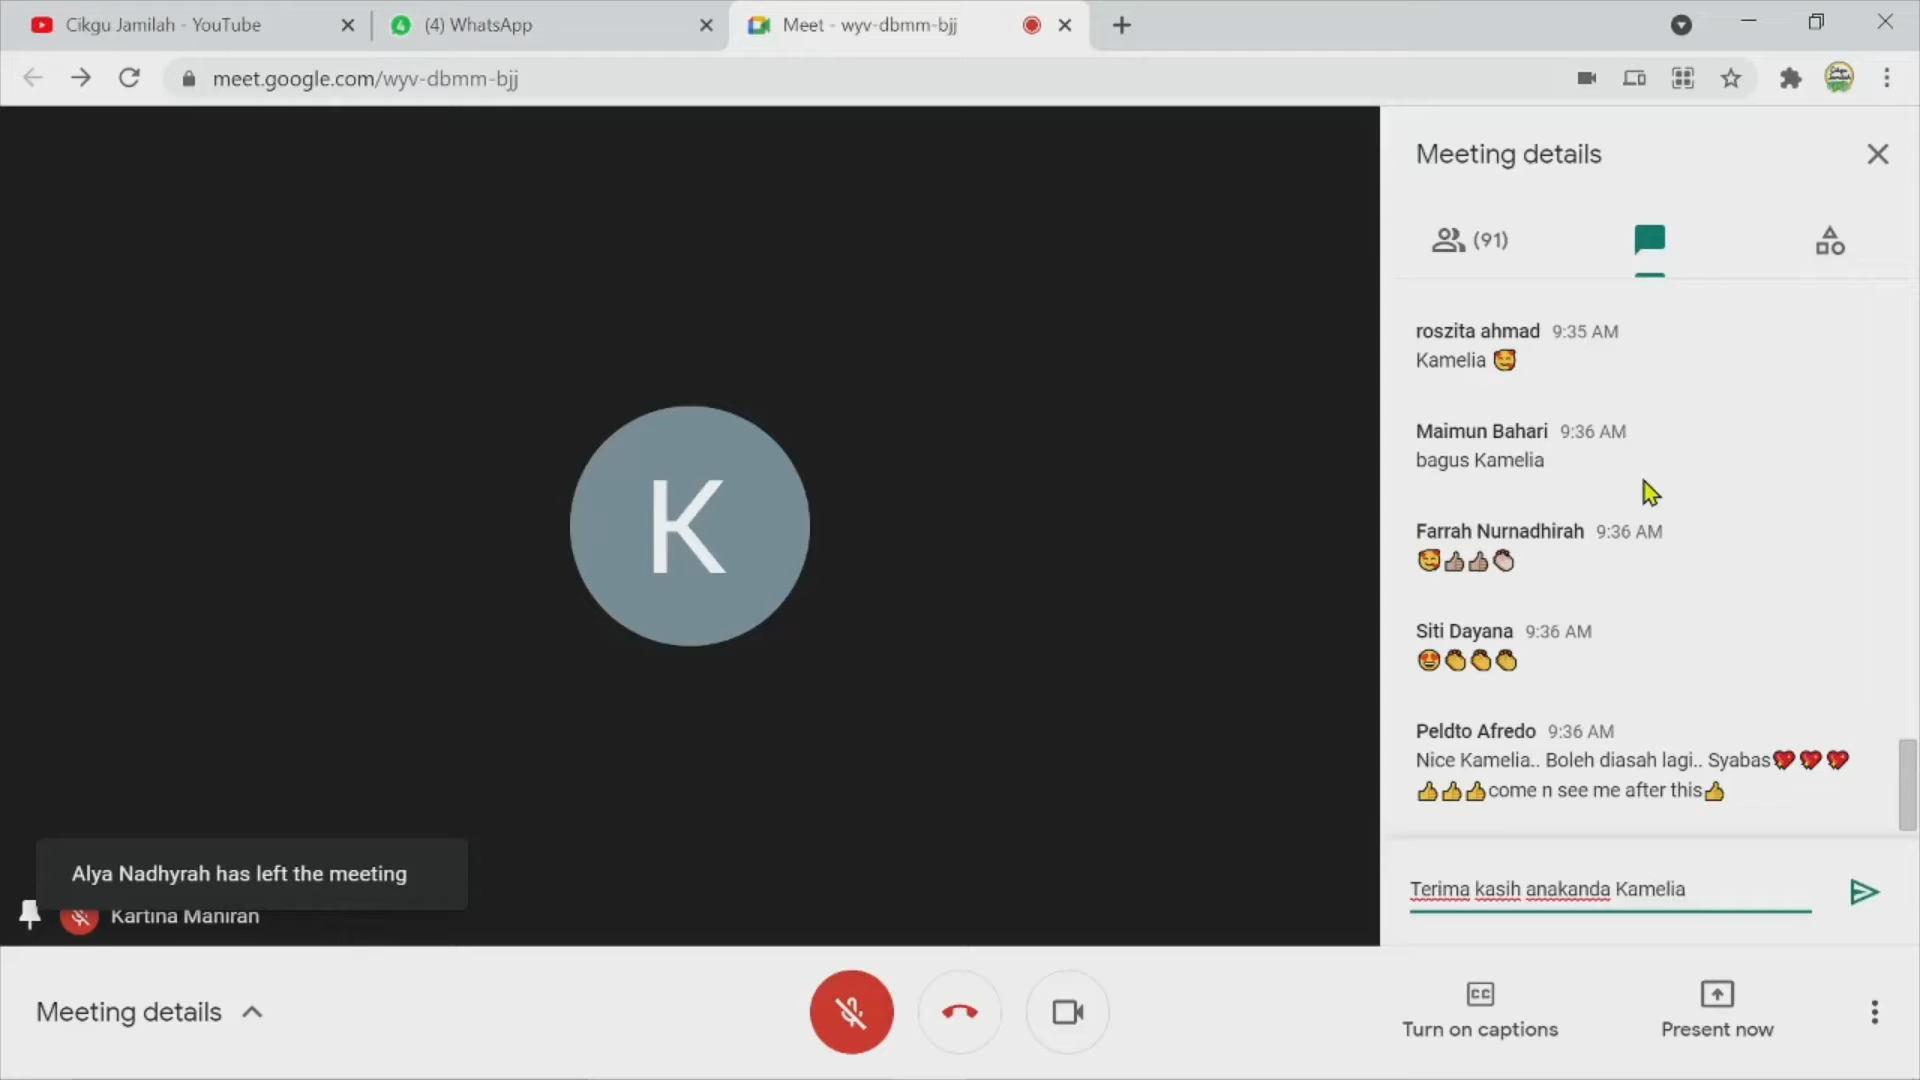 Cikgu Jamilah - YouTube
(4) WhatsApp
Meet - wyv-dbmm-bjj
meet.google.com/wyv-dbmm-bjj
K
Alya Nadhyrah has left the meeting
Kartina Maniran
Meeting details
(91)
roszita ahmad 9:35 AM
Kamelia 🥰
Maimun Bahari 9:36 AM
bagus Kamelia
Farrah Nurnadhirah 9:36 AM
🥰👍🏼👍🏼👏🏻
Siti Dayana 9:36 AM
😍👏👏👏
Peldto Afredo 9:36 AM
Nice Kamelia.. Boleh diasah lagi.. Syabas💖💖💖
👍👍👍come n see me after this👍
Terima kasih anakanda Kamelia
Meeting details
CC
Turn on captions
Present now